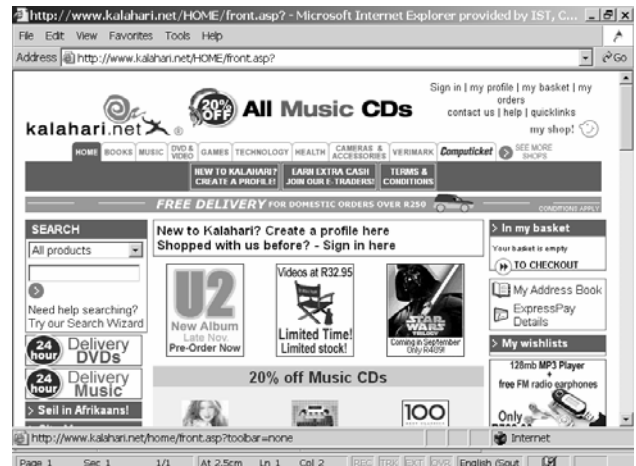 http://www.kalahari.net/HOME/front.asp? - Microsoft Internet Explorer provided by IST, C...
File Edit View Favorites Tools Help
Address http://www.kalahari.net/HOME/front.asp? Go
Sign in | my profile | my basket | my
orders
contact us | help | quicklinks
my shop!
kalahari.net
20% OFF All Music CDs
HOME BOOKS MUSIC DVD & VIDEO GAMES TECHNOLOGY HEALTH CAMERAS & ACCESSORIES VERIMARK Computicket SEE MORE SHOPS
NEW TO KALAHARI? CREATE A PROFILE!
EARN EXTRA CASH JOIN OUR E-TRADERS!
TERMS & CONDITIONS
FREE DELIVERY FOR DOMESTIC ORDERS OVER R250
CONDITIONS APPLY
SEARCH
All products
Need help searching?
Try our Search Wizard
24 hour Delivery DVDs
24 hour Delivery Music
> Sell in Afrikaans!
New to Kalahari? Create a profile here
Shopped with us before? - Sign in here
U2
New Album
Late Nov.
Pre-Order Now
Videos at R32.95
Limited Time!
Limited stock!
STAR WARS
TRILOGY
Coming in September
Only R409!
20% off Music CDs
100
> In my basket
Your basket is empty
TO CHECKOUT
My Address Book
ExpressPay
Details
> My wishlists
128mb MP3 Player
+
free FM radio earphones
Only
http://www.kalahari.net/home/front.asp?toolbar=none
Internet
Page 1 Sec 1 1/1 At 2.5cm Ln 1 Col 2 REC TRK EXT OVR English (Sout